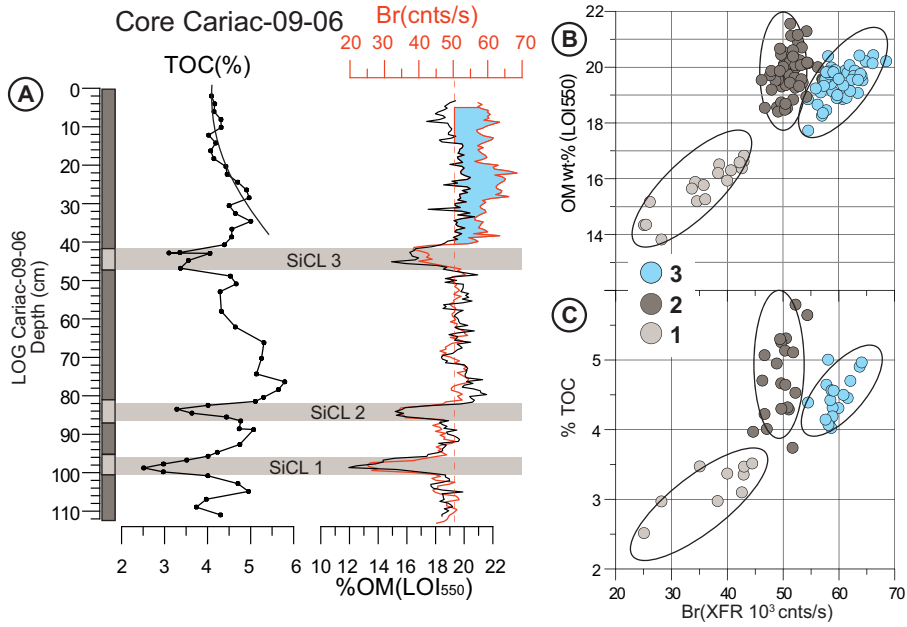 Core Cariac-09-06
Br(cnts/s)
20 30 40 50 60 70
TOC(%)
A
LOG Cariac-09-06
Depth (cm)
0
10
20
30
40
50
60
70
80
90
100
110
SiCL 3
SiCL 2
SiCL 1
2 3 4 5 6
10 12 10 12 14 16 18 20 22
%OM(LOI550)
B
OM wt-% (LOI550)
22
20
18
16
14
3
2
1
C
% TOC
5
4
3
2
20 30 40 50 60 70
Br(XFR 10³ cnts/s)